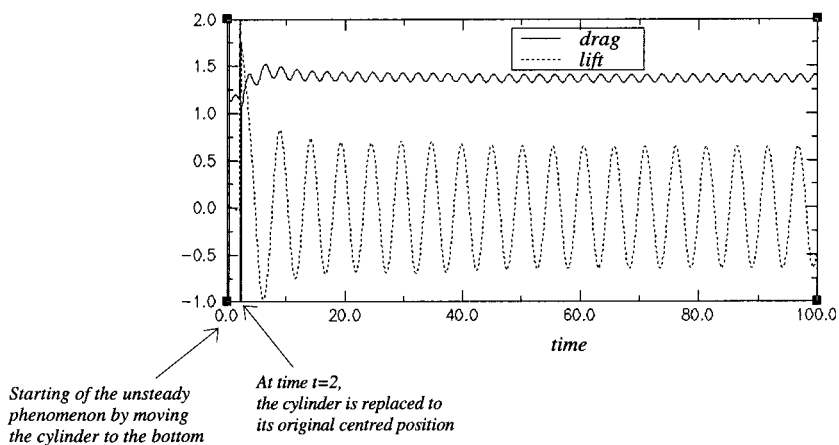 2.0
1.5
1.0
0.5
0.0
−0.5
−1.0
drag
lift
0.0
20.0
40.0
60.0
80.0
100.0
time
Starting of the unsteady
phenomenon by moving
the cylinder to the bottom
At time t=2,
the cylinder is replaced to
its original centred position